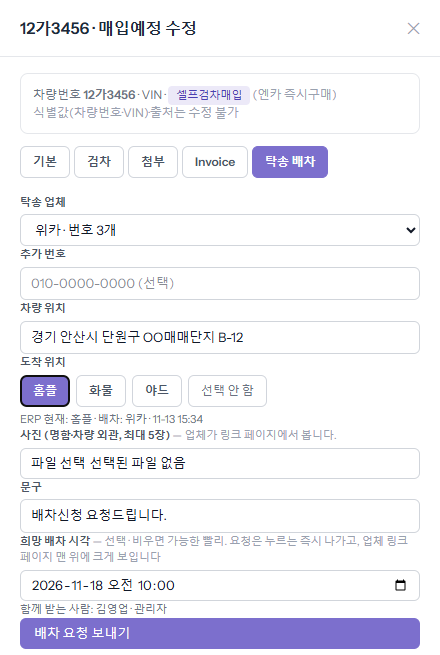 12가3456·매입예정 수정
차량번호 12가3456·VIN· 셀프검차매입 (엔카 즉시구매)
식별값(차량번호·VIN)·출처는 수정 불가
기본 검차 첨부 Invoice 탁송 배차
탁송 업체
위카·번호 3개
추가 번호
010-0000-0000 (선택)
차량 위치
경기 안산시 단원구 OO매매단지 B-12
도착 위치
홈플 화물 야드 선택 안 함
ERP 현재: 홈플·배차: 위카·11-13 15:34
사진 (명함·차량 외관, 최대 5장) — 업체가 링크 페이지에서 봅니다.
파일 선택 선택된 파일 없음
문구
배차신청 요청드립니다.
희망 배차 시각 — 선택·비우면 가능한 빨리. 요청은 누르는 즉시 나가고, 업체 링크
페이지 맨 위에 크게 보입니다
2026-11-18 오전 10:00
함께 받는 사람: 김영업·관리자
배차 요청 보내기